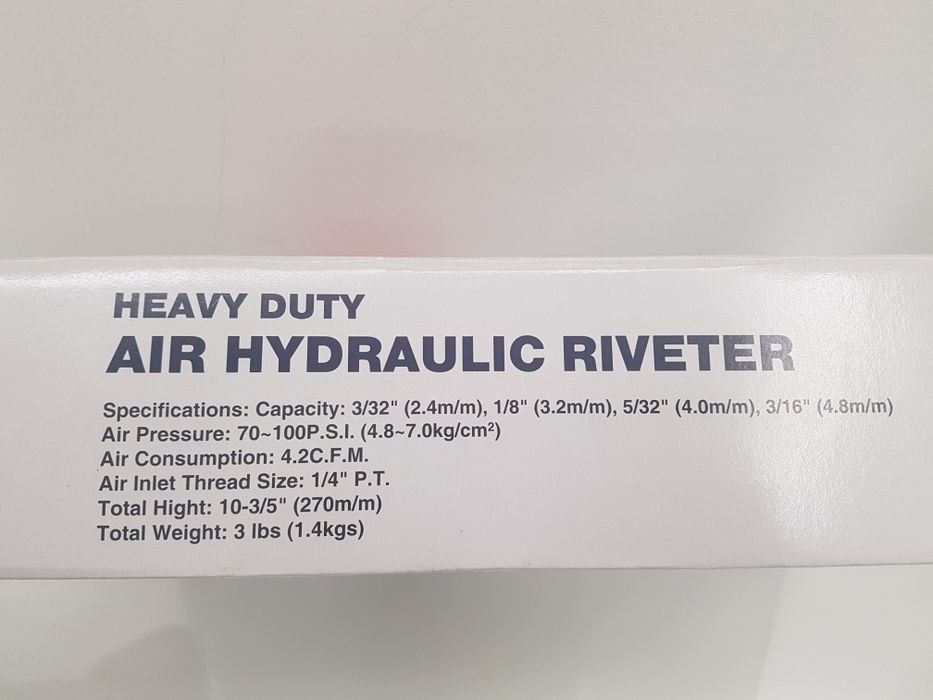 HEAVY DUTY
AIR HYDRAULIC RIVETER
Specifications: Capacity: 3/32" (2.4m/m), 1/8" (3.2m/m), 5/32" (4.0m/m), 3/16" (4.8m/m)
Air Pressure: 70~100P.S.I. (4.8~7.0kg/cm²)
Air Consumption: 4.2C.F.M.
Air Inlet Thread Size: 1/4" P.T.
Total Hight: 10-3/5" (270m/m)
Total Weight: 3 lbs (1.4kgs)